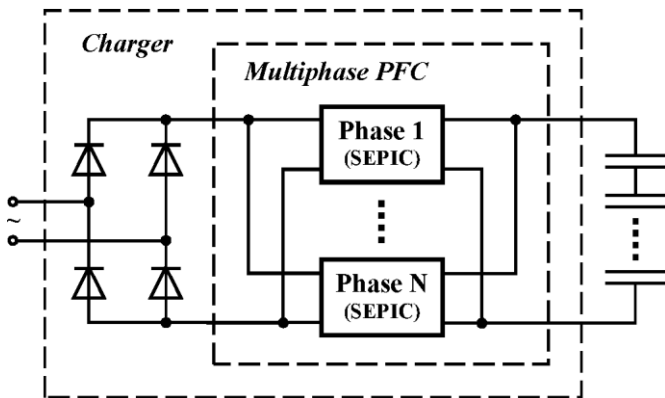 Charger
Multiphase PFC
Phase 1
(SEPIC)
~
Phase N
(SEPIC)